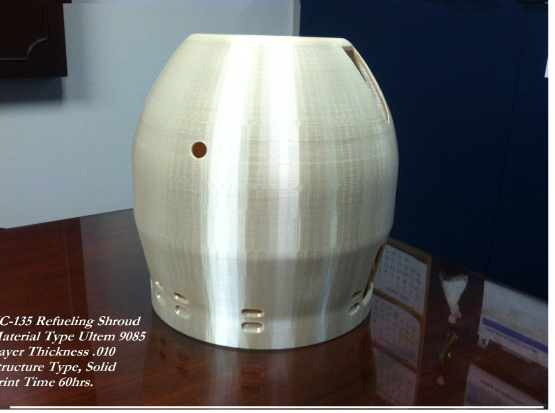 C-135 Refueling Shroud
Material Type Ultem 9085
ayer Thickness .010
tructure Type, Solid
rint Time 60hrs.